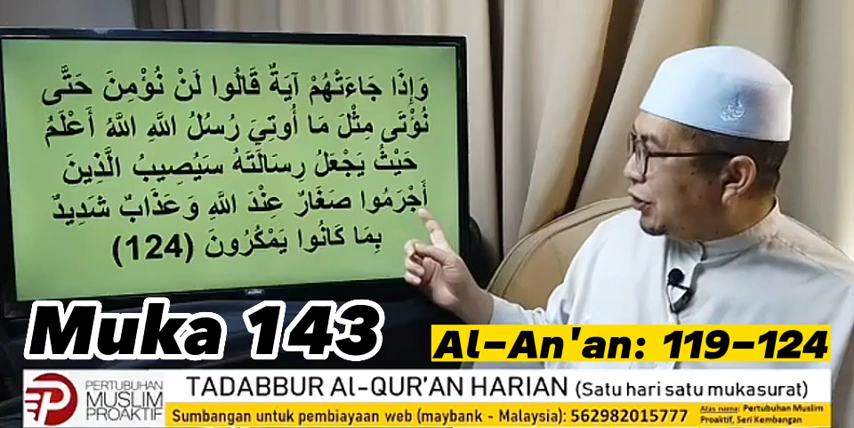 وَإِذَا جَاءَتْهُمْ آيَةٌ قَالُوا لَنْ نُؤْمِنَ حَتَّى
نُؤْتَى مِثْلَ مَا أُوتِيَ رُسُلُ اللَّهِ اللَّهُ أَعْلَمُ
حَيْثُ يَجْعَلُ رِسَالَتَهُ سَيُصِيبُ الَّذِينَ
أَجْرَمُوا صَغَارٌ عِنْدَ اللَّهِ وَعَذَابٌ شَدِيدٌ
بِمَا كَانُوا يَمْكُرُونَ (124)
Muka 143
Al-An'an: 119-124
PERTUBUHAN
MUSLIM
PROAKTIF
TADABBUR Al-QUR'AN HARIAN (Satu hari satu mukasurat)
Sumbangan untuk pembiayaan web (maybank - Malaysia): 562982015777
Atas nama: Pertubuhan Muslim
Proaktif, Seri Kembangan